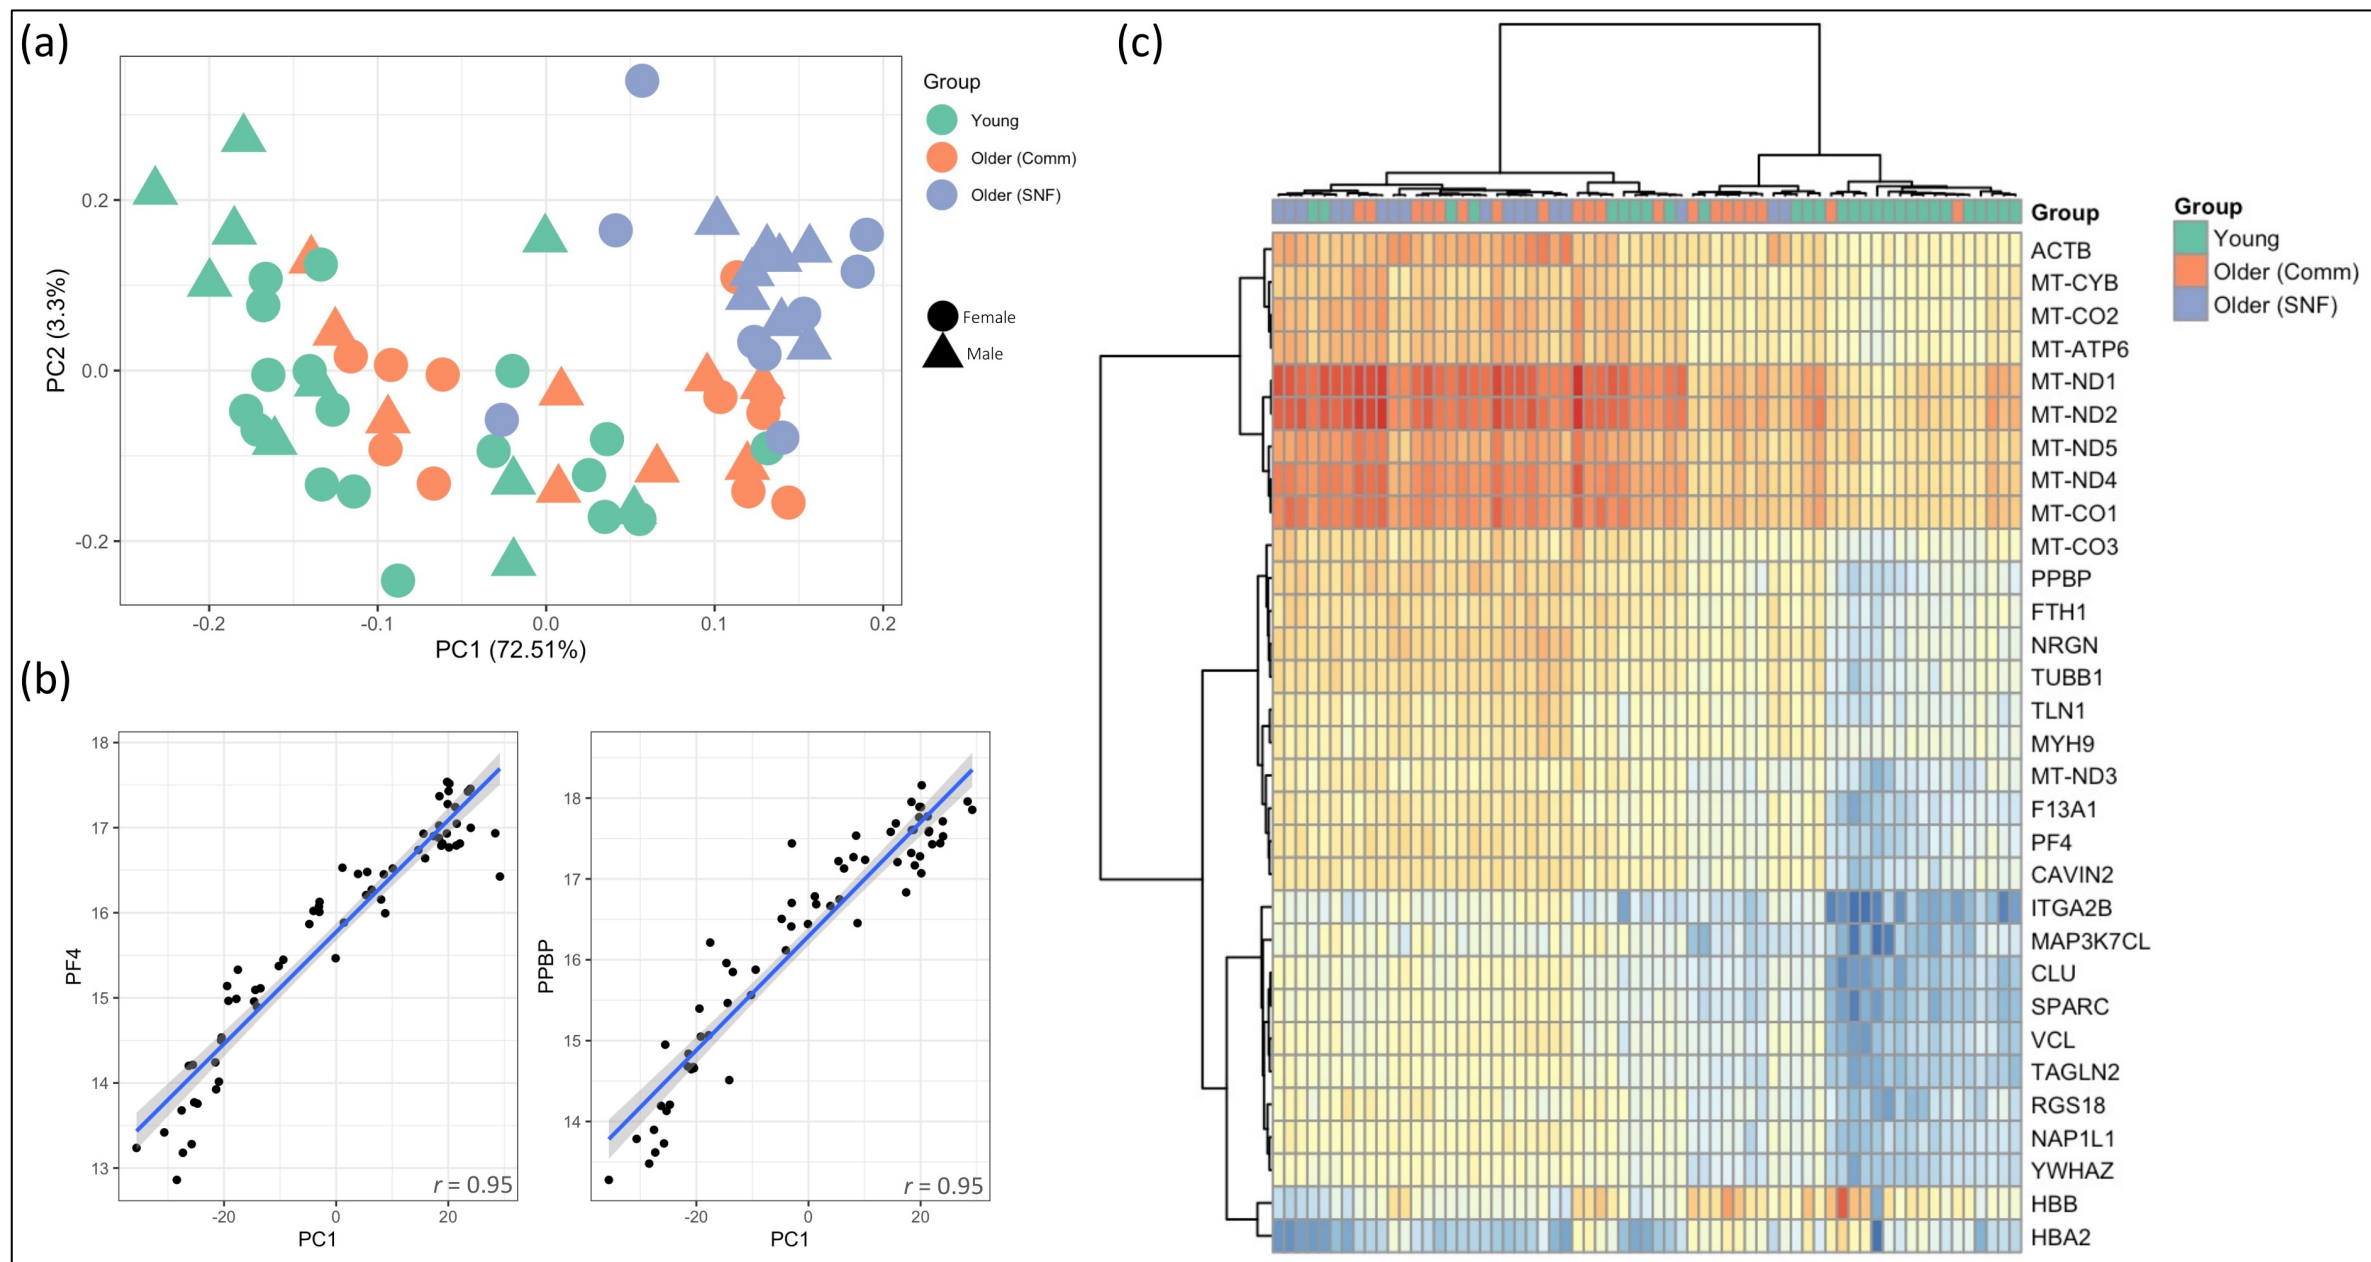 (a)
0.2
0.0
-0.2
PC2 (3.3%)
-0.2 -0.1 0.0 0.1 0.2
PC1 (72.51%)
Group
Young
Older (Comm)
Older (SNF)
Female
Male
(b)
18
17
16
15
14
13
PF4
-20 0 20
PC1
r = 0.95
18
17
16
15
14
PPBP
-20 0 20
PC1
r = 0.95
(c)
Group
ACTB
MT-CYB
MT-CO2
MT-ATP6
MT-ND1
MT-ND2
MT-ND5
MT-ND4
MT-CO1
MT-CO3
PPBP
FTH1
NRGN
TUBB1
TLN1
MYH9
MT-ND3
F13A1
PF4
CAVIN2
ITGA2B
MAP3K7CL
CLU
SPARC
VCL
TAGLN2
RGS18
NAP1L1
YWHAZ
HBB
HBA2
Group
Young
Older (Comm)
Older (SNF)